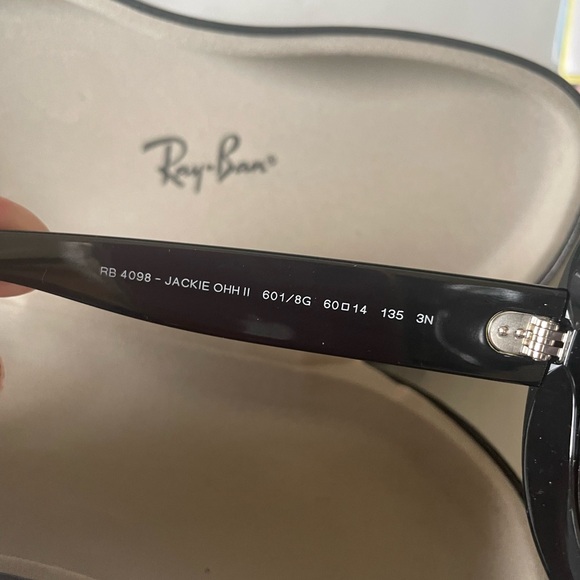 Ray-Ban®
RB 4098 - JACKIE OHH II 601/8G 60□14 135 3N